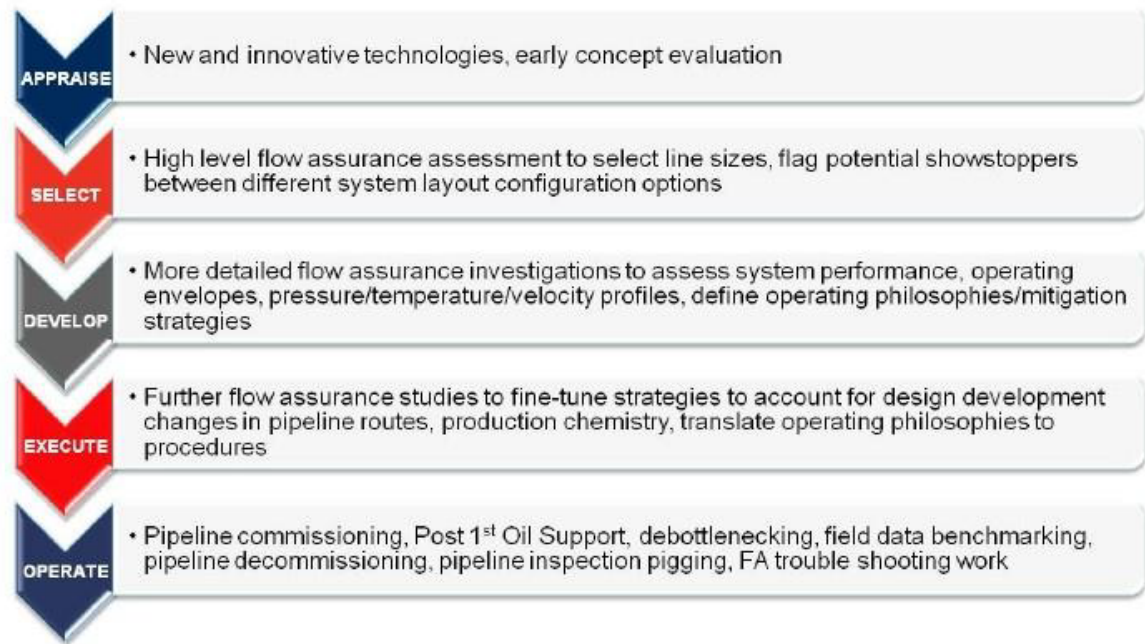 APPRAISE
• New and innovative technologies, early concept evaluation
SELECT
• High level flow assurance assessment to select line sizes, flag potential showstoppers
between different system layout configuration options
DEVELOP
• More detailed flow assurance investigations to assess system performance, operating
envelopes, pressure/temperature/velocity profiles, define operating philosophies/mitigation
strategies
EXECUTE
• Further flow assurance studies to fine-tune strategies to account for design development
changes in pipeline routes, production chemistry, translate operating philosophies to
procedures
OPERATE
• Pipeline commissioning, Post 1st Oil Support, debottlenecking, field data benchmarking,
pipeline decommissioning, pipeline inspection pigging, FA trouble shooting work